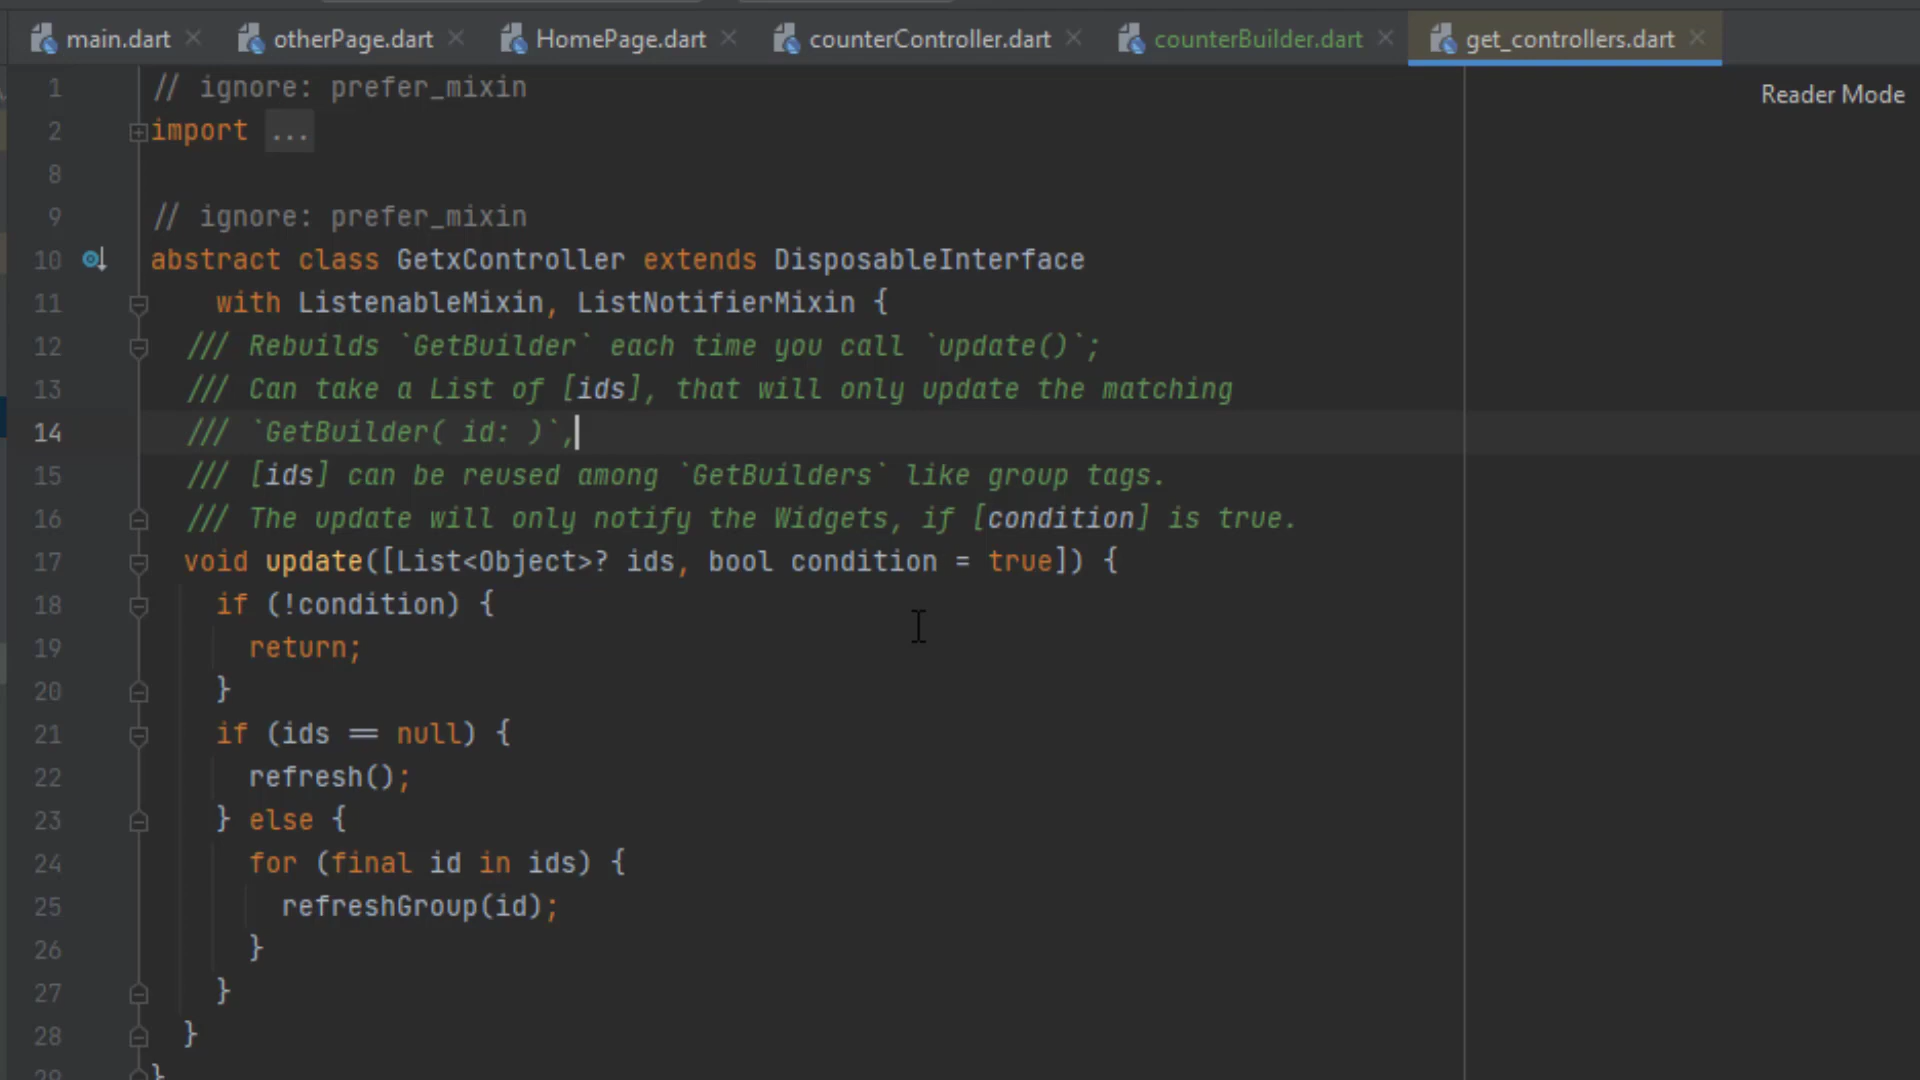 main.dart otherPage.dart HomePage.dart counterController.dart counterBuilder.dart get_controllers.dart
Reader Mode
1 // ignore: prefer_mixin
2 import ...
8
9 // ignore: prefer_mixin
10 abstract class GetxController extends DisposableInterface
11 with ListenableMixin, ListNotifierMixin {
12 /// Rebuilds `GetBuilder` each time you call `update()`;
13 /// Can take a List of [ids], that will only update the matching
14 /// `GetBuilder( id: )`,
15 /// [ids] can be reused among `GetBuilders` like group tags.
16 /// The update will only notify the Widgets, if [condition] is true.
17 void update([List<Object>? ids, bool condition = true]) {
18 if (!condition) {
19 return;
20 }
21 if (ids == null) {
22 refresh();
23 } else {
24 for (final id in ids) {
25 refreshGroup(id);
26 }
27 }
28 }
29 }